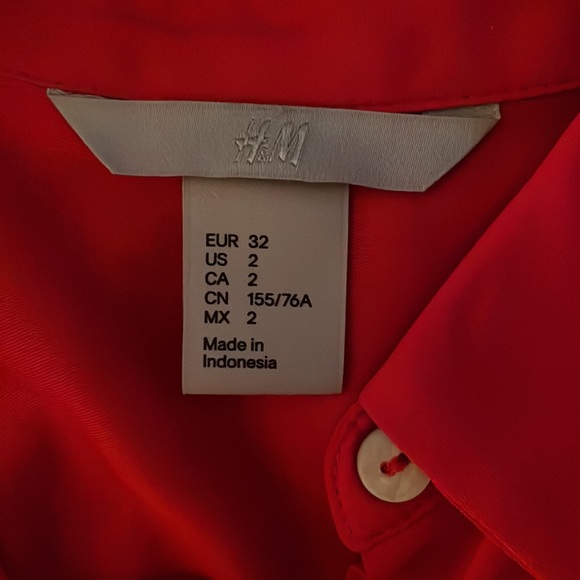 H&M
EUR 32
US 2
CA 2
CN 155/76A
MX 2
Made in
Indonesia